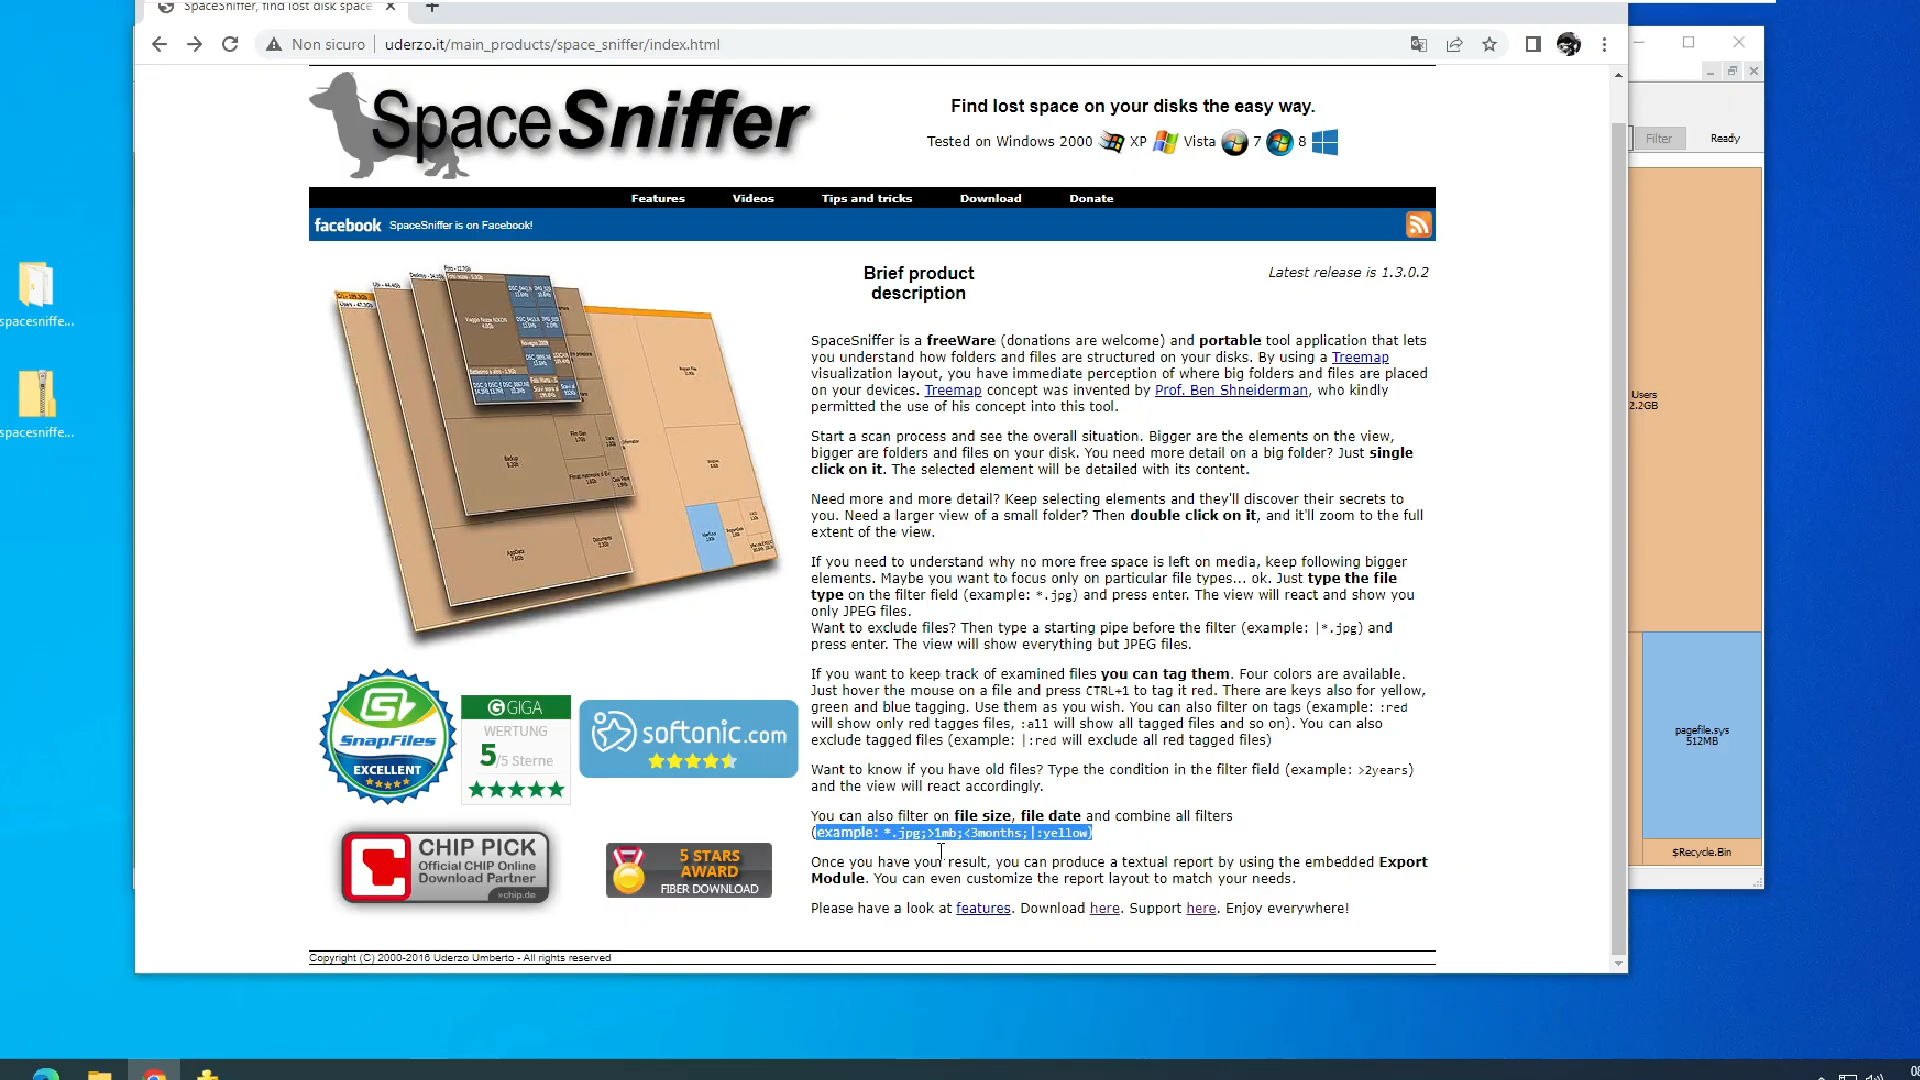 SpaceSniffer, find lost disk space
Non sicuro
uderzo.it/main_products/space_sniffer/index.html
SpaceSniffer
Find lost space on your disks the easy way.
Tested on Windows 2000 XP Vista 7 8
Features Videos Tips and tricks Download Donate
facebook SpaceSniffer is on Facebook!
Brief product
description
Latest release is 1.3.0.2
SpaceSniffer is a freeWare (donations are welcome) and portable tool application that lets
you understand how folders and files are structured on your disks. By using a Treemap
visualization layout, you have immediate perception of where big folders and files are placed
on your devices. Treemap concept was invented by Prof. Ben Shneiderman, who kindly
permitted the use of his concept into this tool.
Start a scan process and see the overall situation. Bigger are the elements on the view,
bigger are folders and files on your disk. You need more detail on a big folder? Just single
click on it. The selected element will be detailed with its content.
Need more and more detail? Keep selecting elements and they'll discover their secrets to
you. Need a larger view of a small folder? Then double click on it, and it'll zoom to the full
extent of the view.
If you need to understand why no more free space is left on media, keep following bigger
elements. Maybe you want to focus only on particular file types... ok. Just type the file
type on the filter field (example: *.jpg) and press enter. The view will react and show you
only JPEG files.
Want to exclude files? Then type a starting pipe before the filter (example: |*.jpg) and
press enter. The view will show everything but JPEG files.
If you want to keep track of examined files you can tag them. Four colors are available.
Just hover the mouse on a file and press CTRL+1 to tag it red. There are keys also for yellow,
green and blue tagging. Use them as you wish. You can also filter on tags (example: :red
will show only red tagges files, :all will show all tagged files and so on). You can also
exclude tagged files (example: |:red will exclude all red tagged files)
Want to know if you have old files? Type the condition in the filter field (example: >2years)
and the view will react accordingly.
You can also filter on file size, file date and combine all filters
(example: *.jpg;>1mb;<3months;|:yellow)
Once you have your result, you can produce a textual report by using the embedded Export
Module. You can even customize the report layout to match your needs.
Please have a look at features. Download here. Support here. Enjoy everywhere!
SnapFiles
EXCELLENT
GIGA
WERTUNG
5/5 Sterne
softonic.com
CHIP PICK
Official CHIP Online
Download Partner
chip.de
5 STARS
AWARD
FIBER DOWNLOAD
Copyright (C) 2000-2016 Uderzo Umberto - All rights reserved
spacesniffe...
spacesniffe...
Filter
Ready
Users
2.2GB
pagefile.sys
512MB
$Recycle.Bin